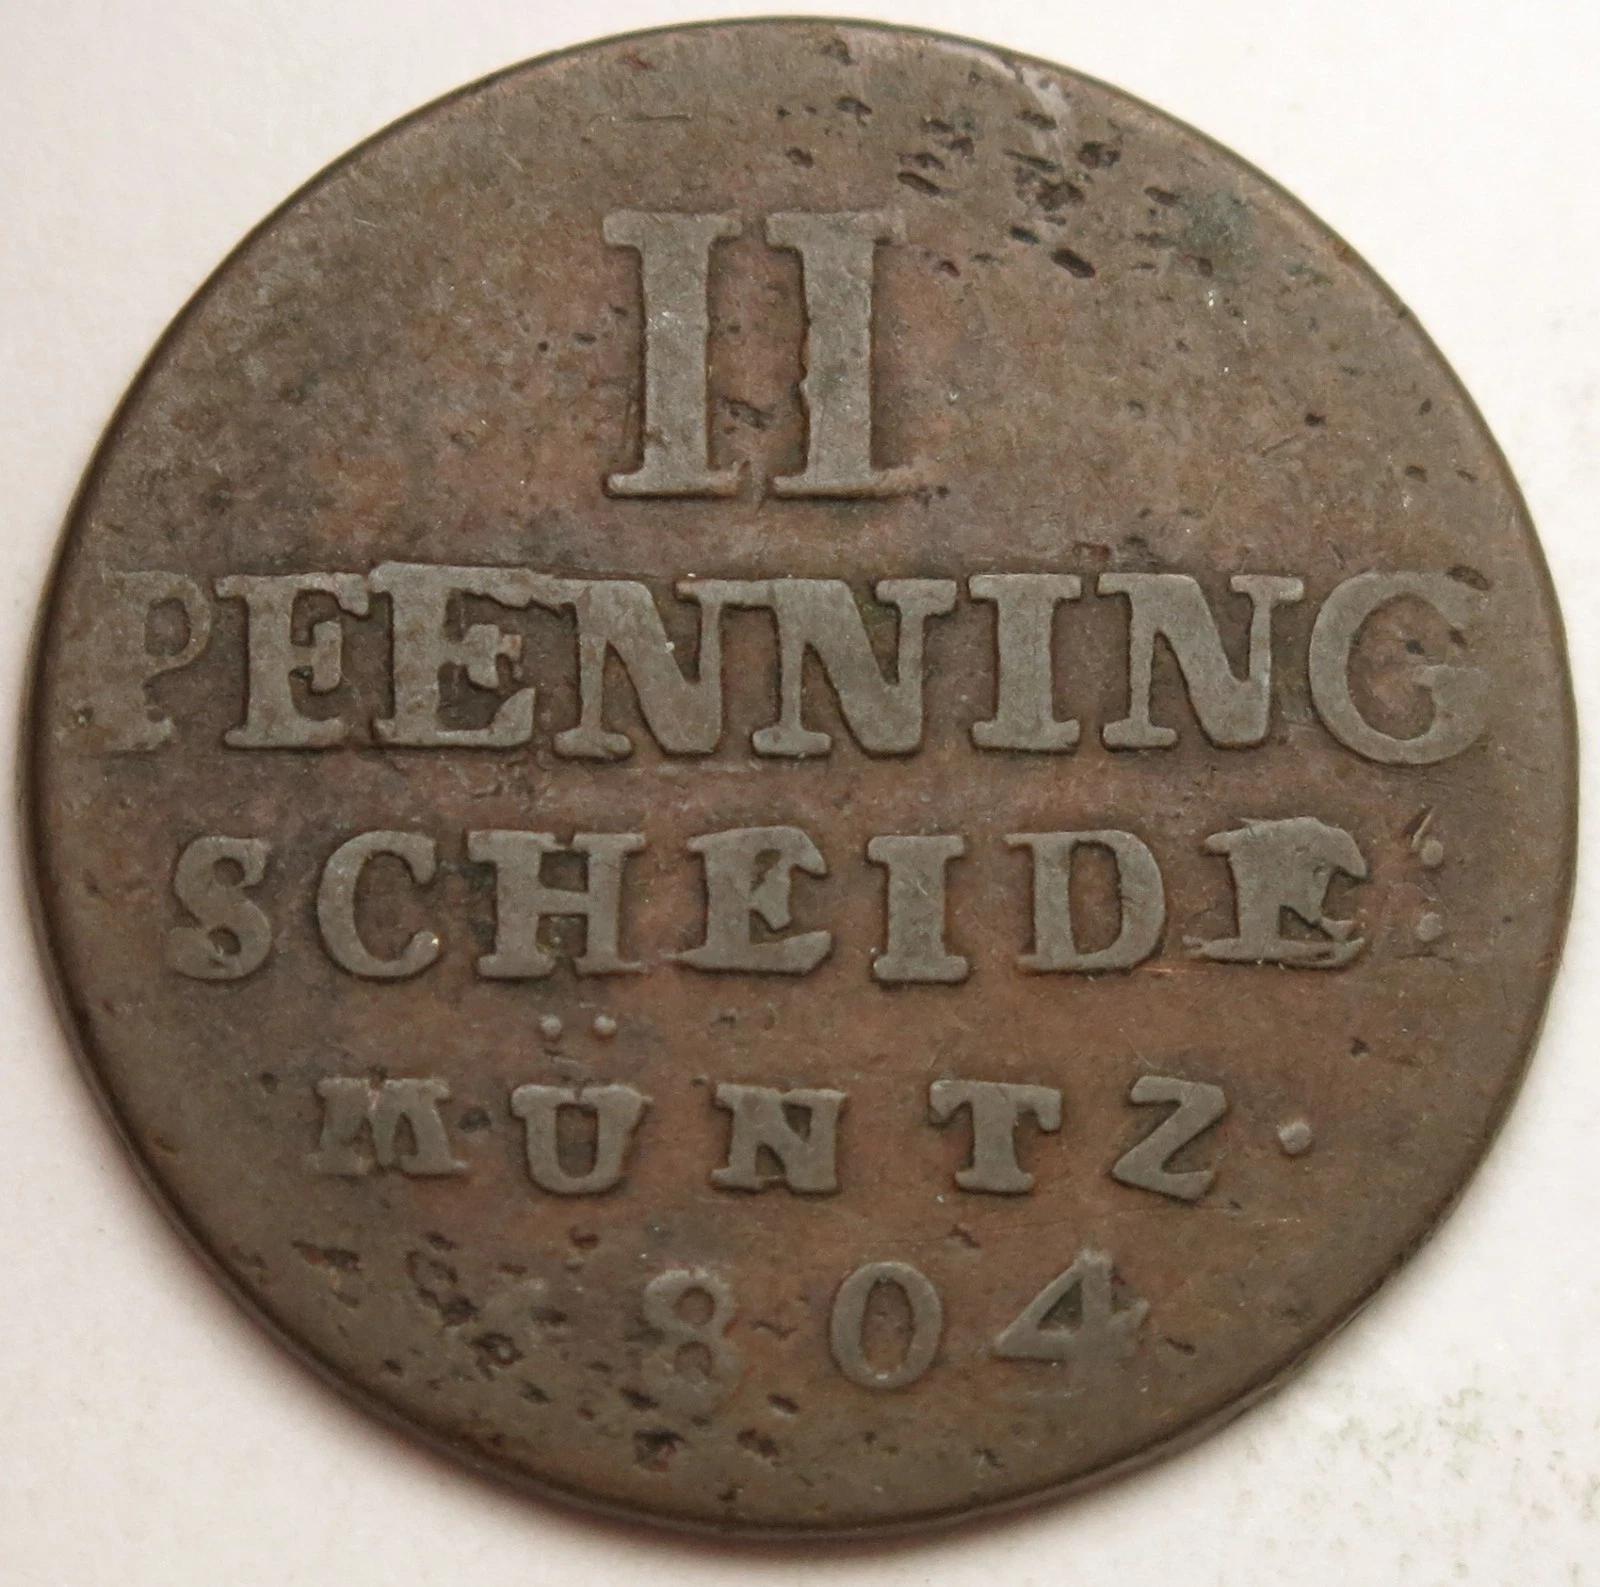 II
PFENNING
SCHEIDE:
MÜNTZ.
804